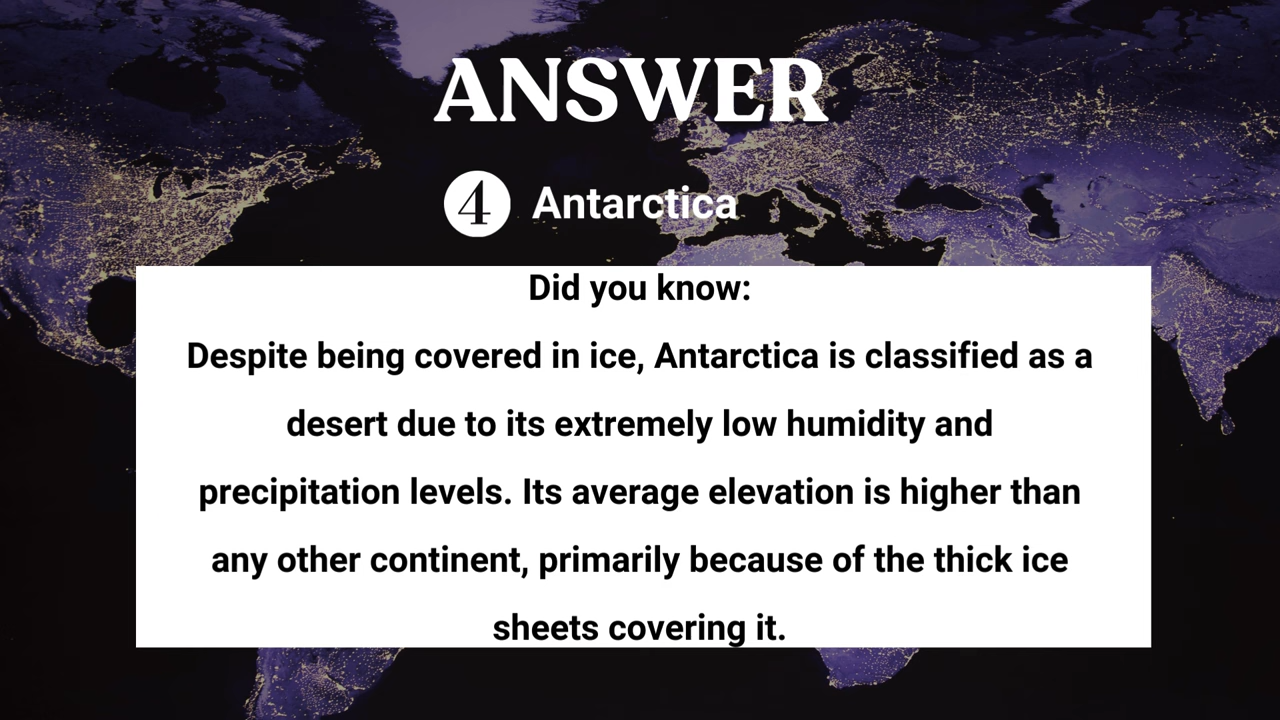 ANSWER
4 Antarctica
Did you know:
Despite being covered in ice, Antarctica is classified as a
desert due to its extremely low humidity and
precipitation levels. Its average elevation is higher than
any other continent, primarily because of the thick ice
sheets covering it.